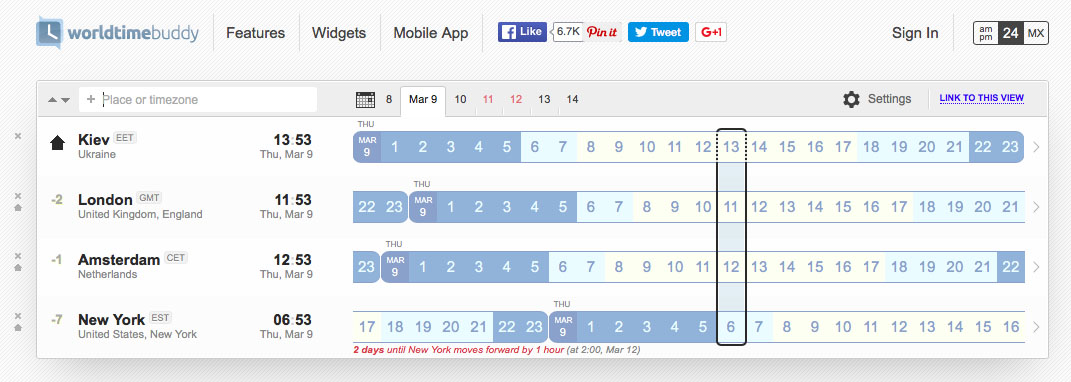 worldtimebuddy Features Widgets Mobile App Like 6.7K Pin it Tweet G+1 Sign In am pm 24 MX
+ Place or timezone 8 Mar 9 10 11 12 13 14 Settings LINK TO THIS VIEW
THU
Kiev EET 13:53 MAR 9 1 2 3 4 5 6 7 8 9 10 11 12 13 14 15 16 17 18 19 20 21 22 23
Ukraine Thu, Mar 9
THU
-2 London GMT 11:53 22 23 MAR 9 1 2 3 4 5 6 7 8 9 10 11 12 13 14 15 16 17 18 19 20 21
United Kingdom, England Thu, Mar 9
THU
-1 Amsterdam CET 12:53 23 MAR 9 1 2 3 4 5 6 7 8 9 10 11 12 13 14 15 16 17 18 19 20 21 22
Netherlands Thu, Mar 9
THU
-7 New York EST 06:53 17 18 19 20 21 22 23 MAR 9 1 2 3 4 5 6 7 8 9 10 11 12 13 14 15 16
United States, New York Thu, Mar 9
2 days until New York moves forward by 1 hour (at 2:00, Mar 12)